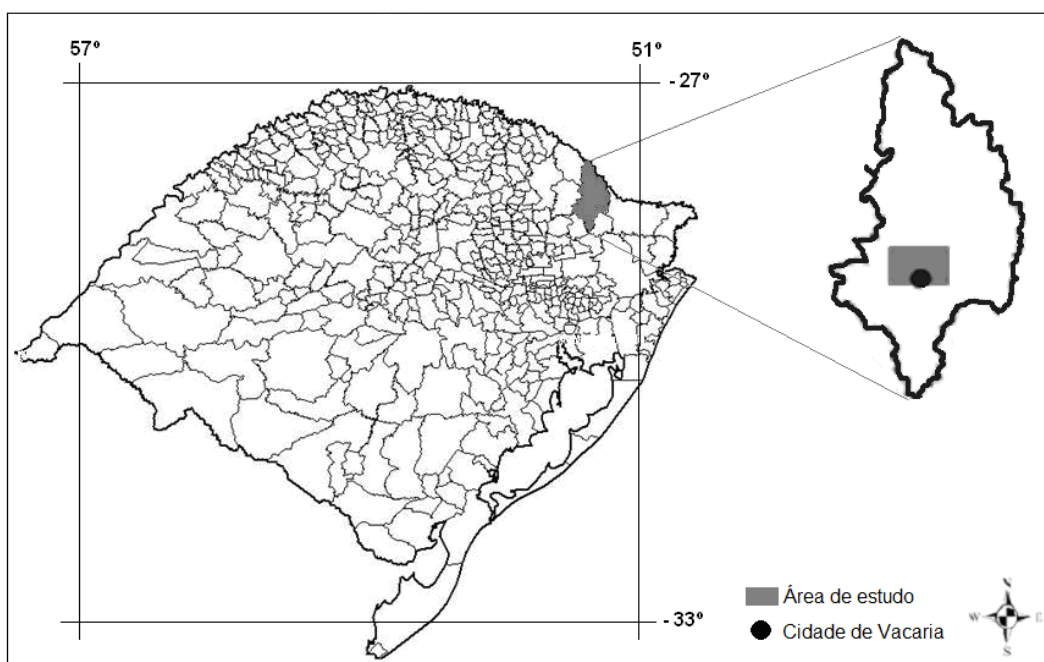 57º
51º
- 27º
- 33º
Área de estudo
Cidade de Vacaria
N
W E
S